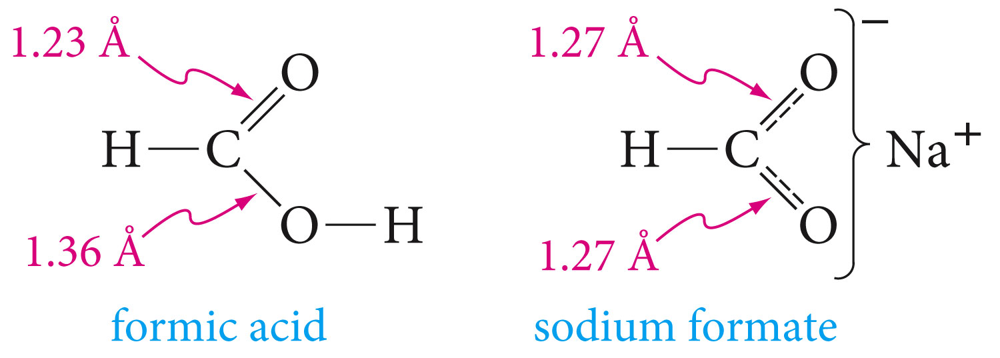 1.23 Å
O
H C
O H
1.36 Å
formic acid
1.27 Å
O
H C
O
1.27 Å
−
Na+
sodium formate